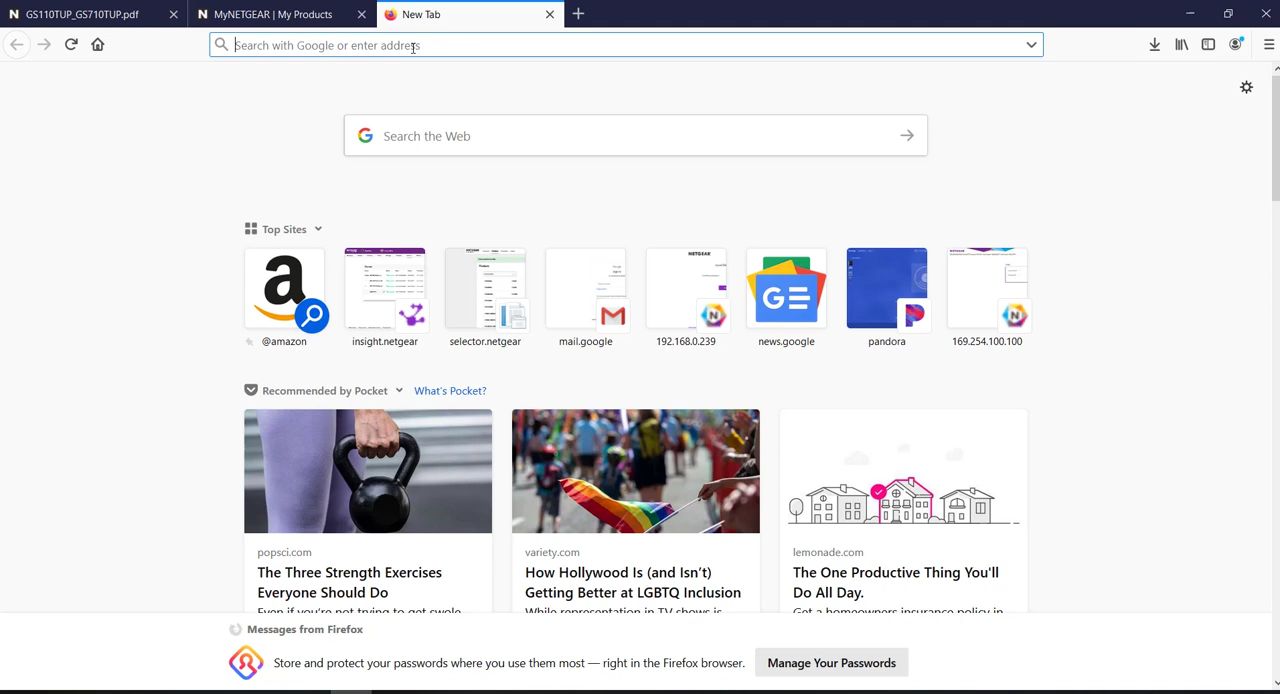 GS110TUP_GS710TUP.pdf
MyNETGEAR | My Products
New Tab
Search with Google or enter address
Search the Web
Top Sites
@amazon
insight.netgear
selector.netgear
mail.google
192.168.0.239
news.google
pandora
169.254.100.100
Recommended by Pocket
What's Pocket?
popsci.com
The Three Strength Exercises
Everyone Should Do
Even if you're not trying to get swole
variety.com
How Hollywood Is (and Isn't)
Getting Better at LGBTQ Inclusion
While representation in TV shows is
lemonade.com
The One Productive Thing You'll
Do All Day.
Get a homeowners insurance policy in
Messages from Firefox
Store and protect your passwords where you use them most — right in the Firefox browser.
Manage Your Passwords